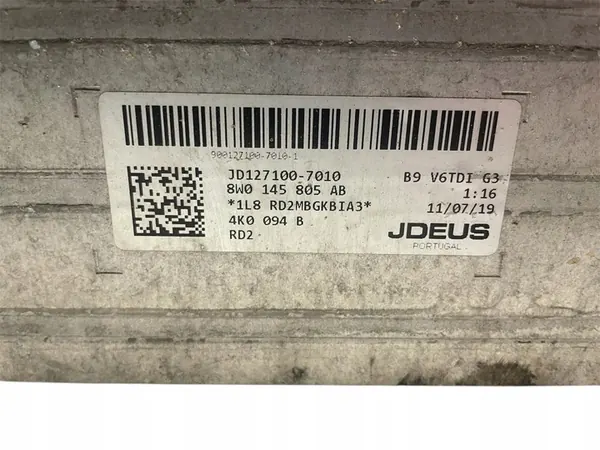 900127100-7010-1
JD127100-7010 B9 V6TDI G3
8W0 145 805 AB 1:16
*1L8 RD2MBGKBIA3* 11/07/19
4K0 094 B
RD2
JDEUS
PORTUGAL